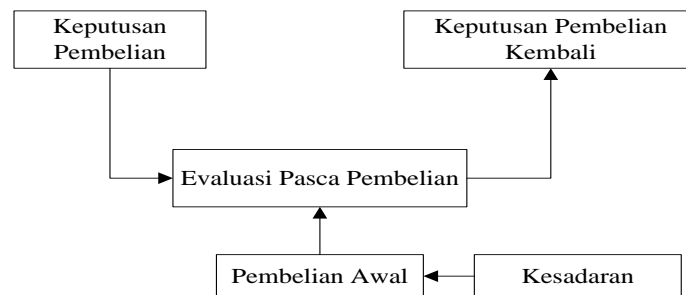 Keputusan
Pembelian
Keputusan Pembelian
Kembali
Evaluasi Pasca Pembelian
Pembelian Awal
Kesadaran